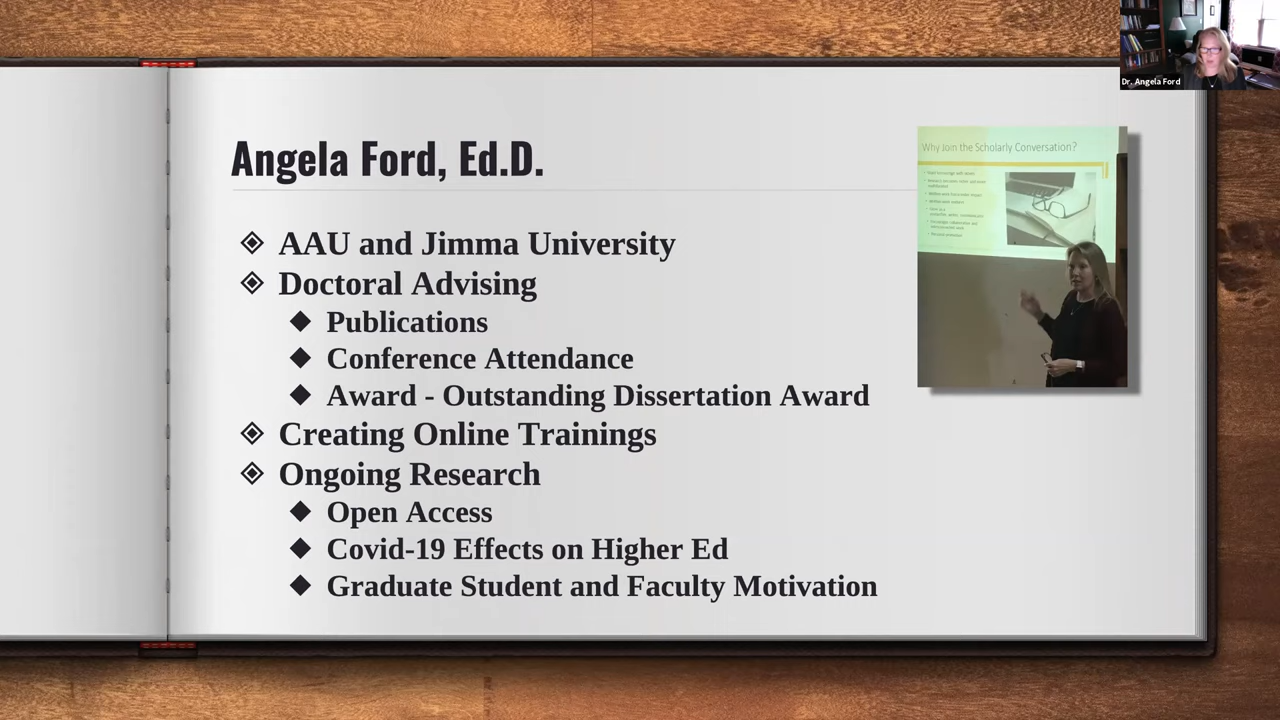 Dr. Angela Ford
Angela Ford, Ed.D.
AAU and Jimma University
Doctoral Advising
Publications
Conference Attendance
Award - Outstanding Dissertation Award
Creating Online Trainings
Ongoing Research
Open Access
Covid-19 Effects on Higher Ed
Graduate Student and Faculty Motivation
Why Join the Scholarly Conversation?